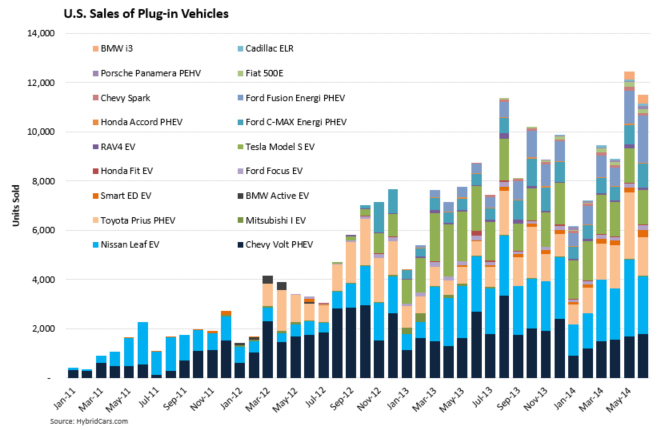 U.S. Sales of Plug-in Vehicles
14,000
12,000
10,000
8,000
6,000
4,000
2,000
-
Units Sold
BMW i3
Cadillac ELR
Porsche Panamera PEHV
Fiat 500E
Chevy Spark
Ford Fusion Energi PHEV
Honda Accord PHEV
Ford C-MAX Energi PHEV
RAV4 EV
Tesla Model S EV
Honda Fit EV
Ford Focus EV
Smart ED EV
BMW Active EV
Toyota Prius PHEV
Mitsubishi I EV
Nissan Leaf EV
Chevy Volt PHEV
Jan-11
Mar-11
May-11
Jul-11
Sep-11
Nov-11
Jan-12
Mar-12
May-12
Jul-12
Sep-12
Nov-12
Jan-13
Mar-13
May-13
Jul-13
Sep-13
Nov-13
Jan-14
Mar-14
May-14
Source: HybridCars.com